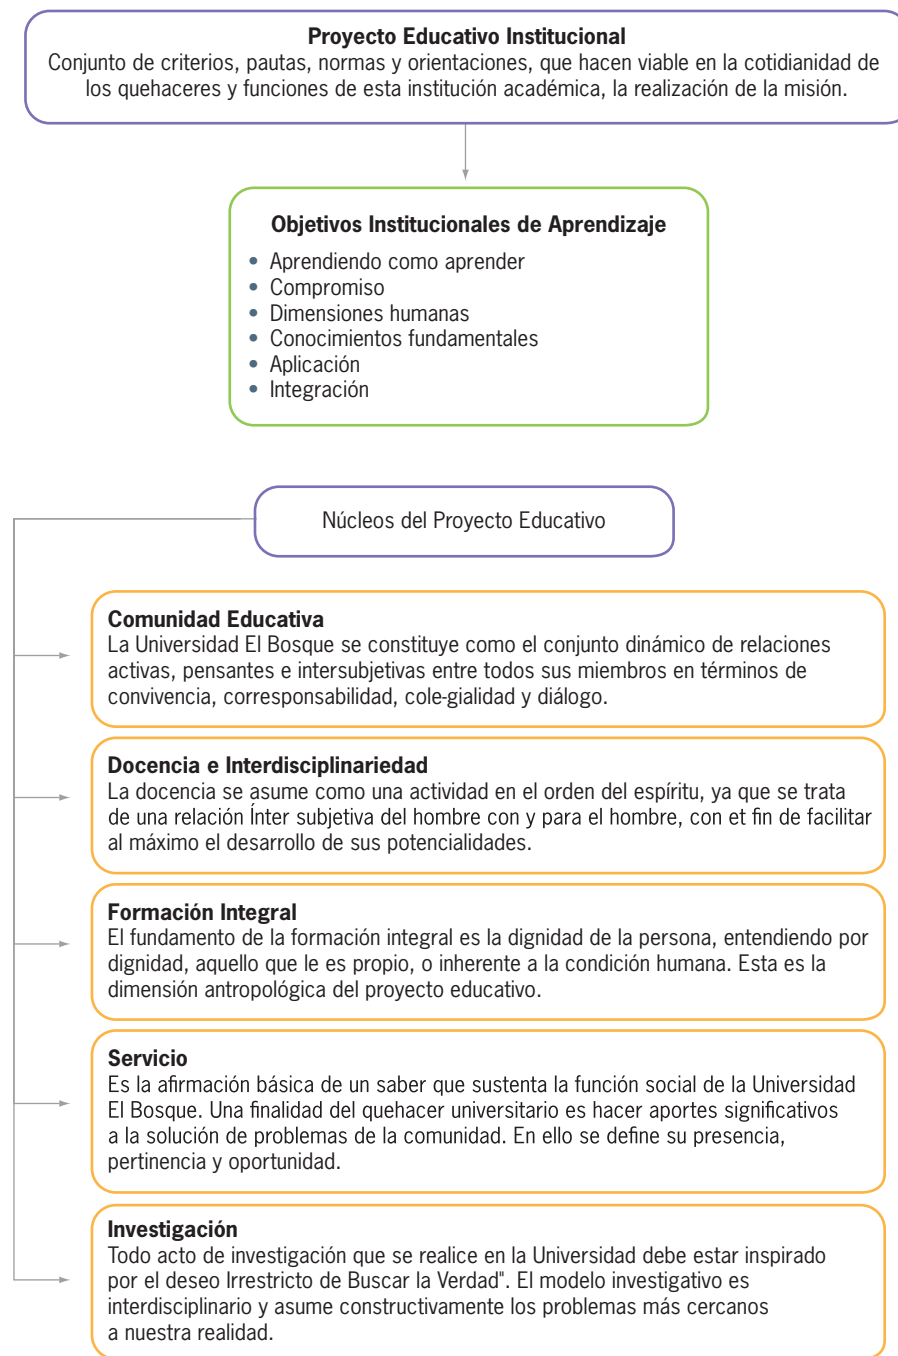 Proyecto Educativo Institucional
Conjunto de criterios, pautas, normas y orientaciones, que hacen viable en la cotidianidad de
los quehaceres y funciones de esta institución académica, la realización de la misión.
Objetivos Institucionales de Aprendizaje
• Aprendiendo como aprender
• Compromiso
• Dimensiones humanas
• Conocimientos fundamentales
• Aplicación
• Integración
Núcleos del Proyecto Educativo
Comunidad Educativa
La Universidad El Bosque se constituye como el conjunto dinámico de relaciones
activas, pensantes e intersubjetivas entre todos sus miembros en términos de
convivencia, corresponsabilidad, cole-gialidad y diálogo.
Docencia e Interdisciplinariedad
La docencia se asume como una actividad en el orden del espíritu, ya que se trata
de una relación Ínter subjetiva del hombre con y para el hombre, con et fin de facilitar
al máximo el desarrollo de sus potencialidades.
Formación Integral
El fundamento de la formación integral es la dignidad de la persona, entendiendo por
dignidad, aquello que le es propio, o inherente a la condición humana. Esta es la
dimensión antropológica del proyecto educativo.
Servicio
Es la afirmación básica de un saber que sustenta la función social de la Universidad
El Bosque. Una finalidad del quehacer universitario es hacer aportes significativos
a la solución de problemas de la comunidad. En ello se define su presencia,
pertinencia y oportunidad.
Investigación
Todo acto de investigación que se realice en la Universidad debe estar inspirado
por el deseo Irrestricto de Buscar la Verdad". El modelo investigativo es
interdisciplinario y asume constructivamente los problemas más cercanos
a nuestra realidad.